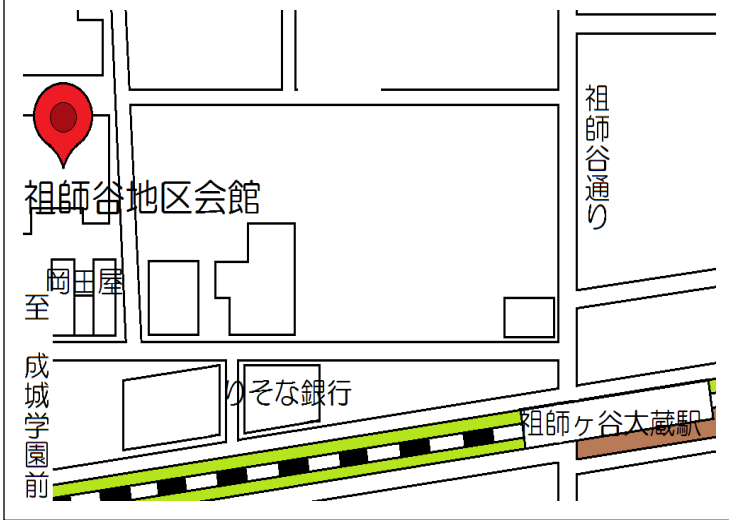 祖師谷通り
祖師谷地区会館
岡田屋
至 成城学園前
りそな銀行
祖師ヶ谷大蔵駅